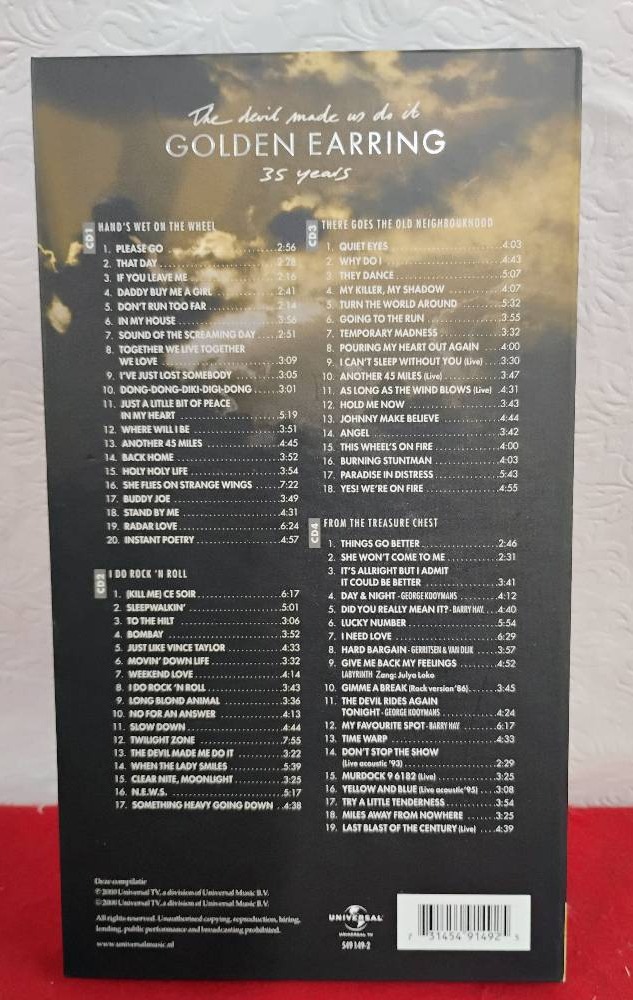 The devil made us do it
GOLDEN EARRING
35 years
CD1 HAND'S WET ON THE WHEEL
1. PLEASE GO 2:56
2. THAT DAY 2:28
3. IF YOU LEAVE ME 2:16
4. DADDY BUY ME A GIRL 2:41
5. DON'T RUN TOO FAR 2:14
6. IN MY HOUSE 3:56
7. SOUND OF THE SCREAMING DAY 2:51
8. TOGETHER WE LIVE TOGETHER
WE LOVE 3:09
9. I'VE JUST LOST SOMEBODY 3:05
10. DONG-DONG-DIKI-DIGI-DONG 3:01
11. JUST A LITLLE BIT OF PEACE
IN MY HEART 5:19
12. WHERE WILL I BE 3:51
13. ANOTHER 45 MILES 4:45
14. BACK HOME 3:52
15. HOLY HOLY LIFE 3:54
16. SHE FLIES ON STRANGE WINGS 7:22
17. BUDDY JOE 3:49
18. STAND BY ME 4:31
19. RADAR LOVE 6:24
20. INSTANT POETRY 4:57
CD2 I DO ROCK 'N ROLL
1. (KILL ME) CE SOIR 6:17
2. SLEEPWALKIN' 5:01
3. TO THE HILT 3:06
4. BOMBAY 3:52
5. JUST LIKE VINCE TAYLOR 4:33
6. MOVIN' DOWN LIFE 3:32
7. WEEKEND LOVE 4:14
8. I DO ROCK 'N ROLL 3:43
9. LONG BLOND ANIMAL 3:36
10. NO FOR AN ANSWER 4:13
11. SLOW DOWN 4:44
12. TWILIGHT ZONE 7:55
13. THE DEVIL MADE ME DO IT 3:22
14. WHEN THE LADY SMILES 5:39
15. CLEAR NITE, MOONLIGHT 3:25
16. N.E.W.S. 5:17
17. SOMETHING HEAVY GOING DOWN 4:38
CD3 THERE GOES THE OLD NEIGHBOURHOOD
1. QUIET EYES 4:03
2. WHY DO I 4:43
3. THEY DANCE 5:07
4. MY KILLER, MY SHADOW 4:07
5. TURN THE WORLD AROUND 5:32
6. GOING TO THE RUN 3:55
7. TEMPORARY MADNESS 3:32
8. POURING MY HEART OUT AGAIN 4:00
9. I CAN'T SLEEP WITHOUT YOU (Live) 3:30
10. ANOTHER 45 MILES (Live) 3:47
11. AS LONG AS THE WIND BLOWS (Live) 4:31
12. HOLD ME NOW 3:43
13. JOHNNY MAKE BELIEVE 4:44
14. ANGEL 3:42
15. THIS WHEEL'S ON FIRE 4:00
16. BURNING STUNTMAN 4:03
17. PARADISE IN DISTRESS 5:43
18. YES! WE'RE ON FIRE 4:55
CD4 FROM THE TREASURE CHEST
1. THINGS GO BETTER 2:46
2. SHE WON'T COME TO ME 2:31
3. IT'S ALLRIGHT BUT I ADMIT
IT COULD BE BETTER 3:41
4. DAY & NIGHT - GEORGE KOOYMANS 4:12
5. DID YOU REALLY MEAN IT? - BARRY HAY 4:40
6. LUCKY NUMBER 5:54
7. I NEED LOVE 6:29
8. HARD BARGAIN - GERRITSEN & VAN DIJK 3:57
9. GIVE ME BACK MY FEELINGS 4:52
LABYRINTH Zang: Julya Loko
10. GIMME A BREAK (Rock version '86) 3:45
11. THE DEVIL RIDES AGAIN
TONIGHT - GEORGE KOOYMANS 4:24
12. MY FAVOURITE SPOT - BARRY HAY 6:17
13. TIME WARP 4:33
14. DON'T STOP THE SHOW
(Live acoustic '93) 2:29
15. MURDOCK 9 6182 (Live) 3:25
16. YELLOW AND BLUE (Live acoustic '95) 3:08
17. TRY A LITTLE TENDERNESS 3:54
18. MILES AWAY FROM NOWHERE 3:25
19. LAST BLAST OF THE CENTURY (Live) 4:39
Deze compilatie
℗ 2000 Universal TV, a division of Universal Music B.V.
© 2000 Universal TV, a division of Universal Music B.V.
All rights reserved. Unauthorized copying, reproduction, hiring,
lending, public performance and broadcasting prohibited.
www.universalmusic.nl
UNIVERSAL
UNIVERSAL TV
549 149-2
7 31454 91492 5